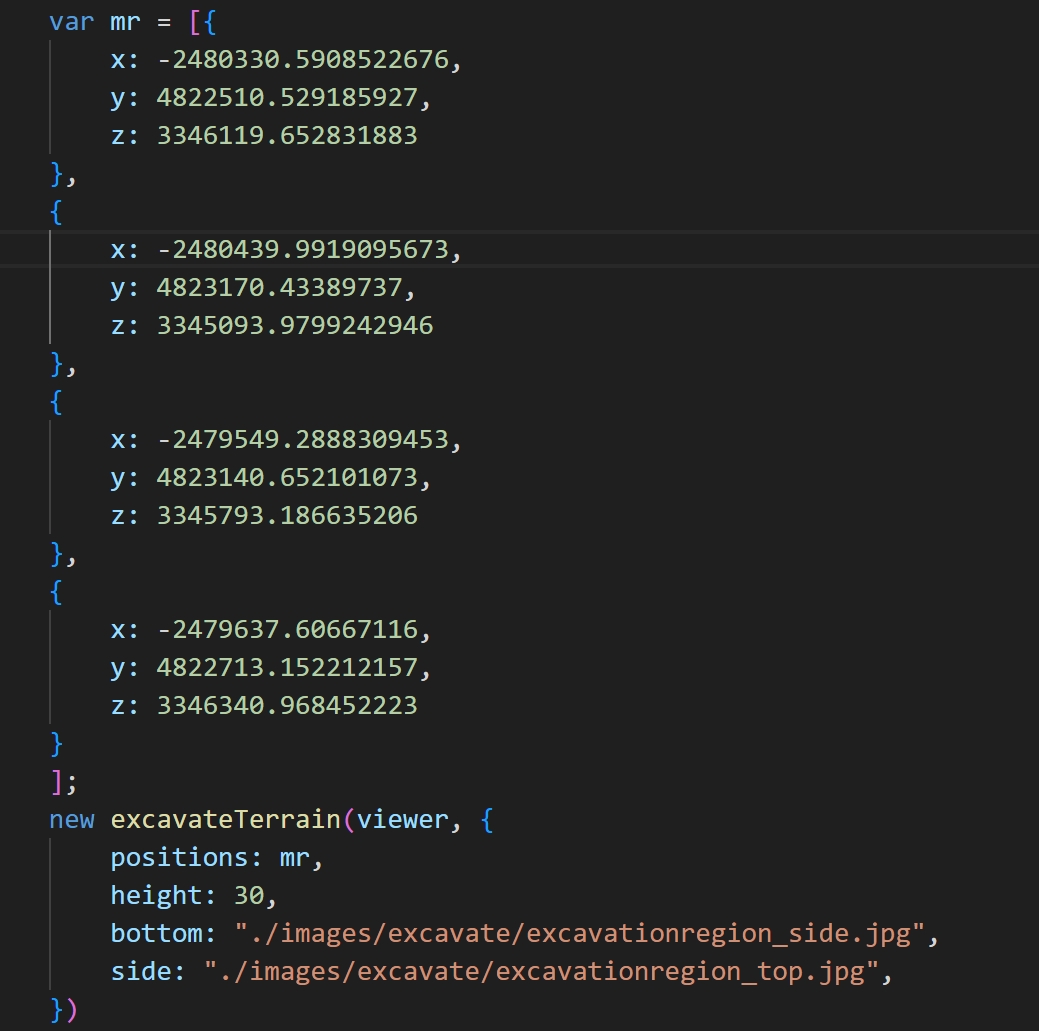 var mr = [{
    x: -2480330.5908522676,
    y: 4822510.529185927,
    z: 3346119.652831883
},
{
    x: -2480439.9919095673,
    y: 4823170.43389737,
    z: 3345093.9799242946
},
{
    x: -2479549.2888309453,
    y: 4823140.652101073,
    z: 3345793.186635206
},
{
    x: -2479637.60667116,
    y: 4822713.152212157,
    z: 3346340.968452223
}
];
new excavateTerrain(viewer, {
    positions: mr,
    height: 30,
    bottom: "./images/excavate/excavationregion_side.jpg",
    side: "./images/excavate/excavationregion_top.jpg",
})